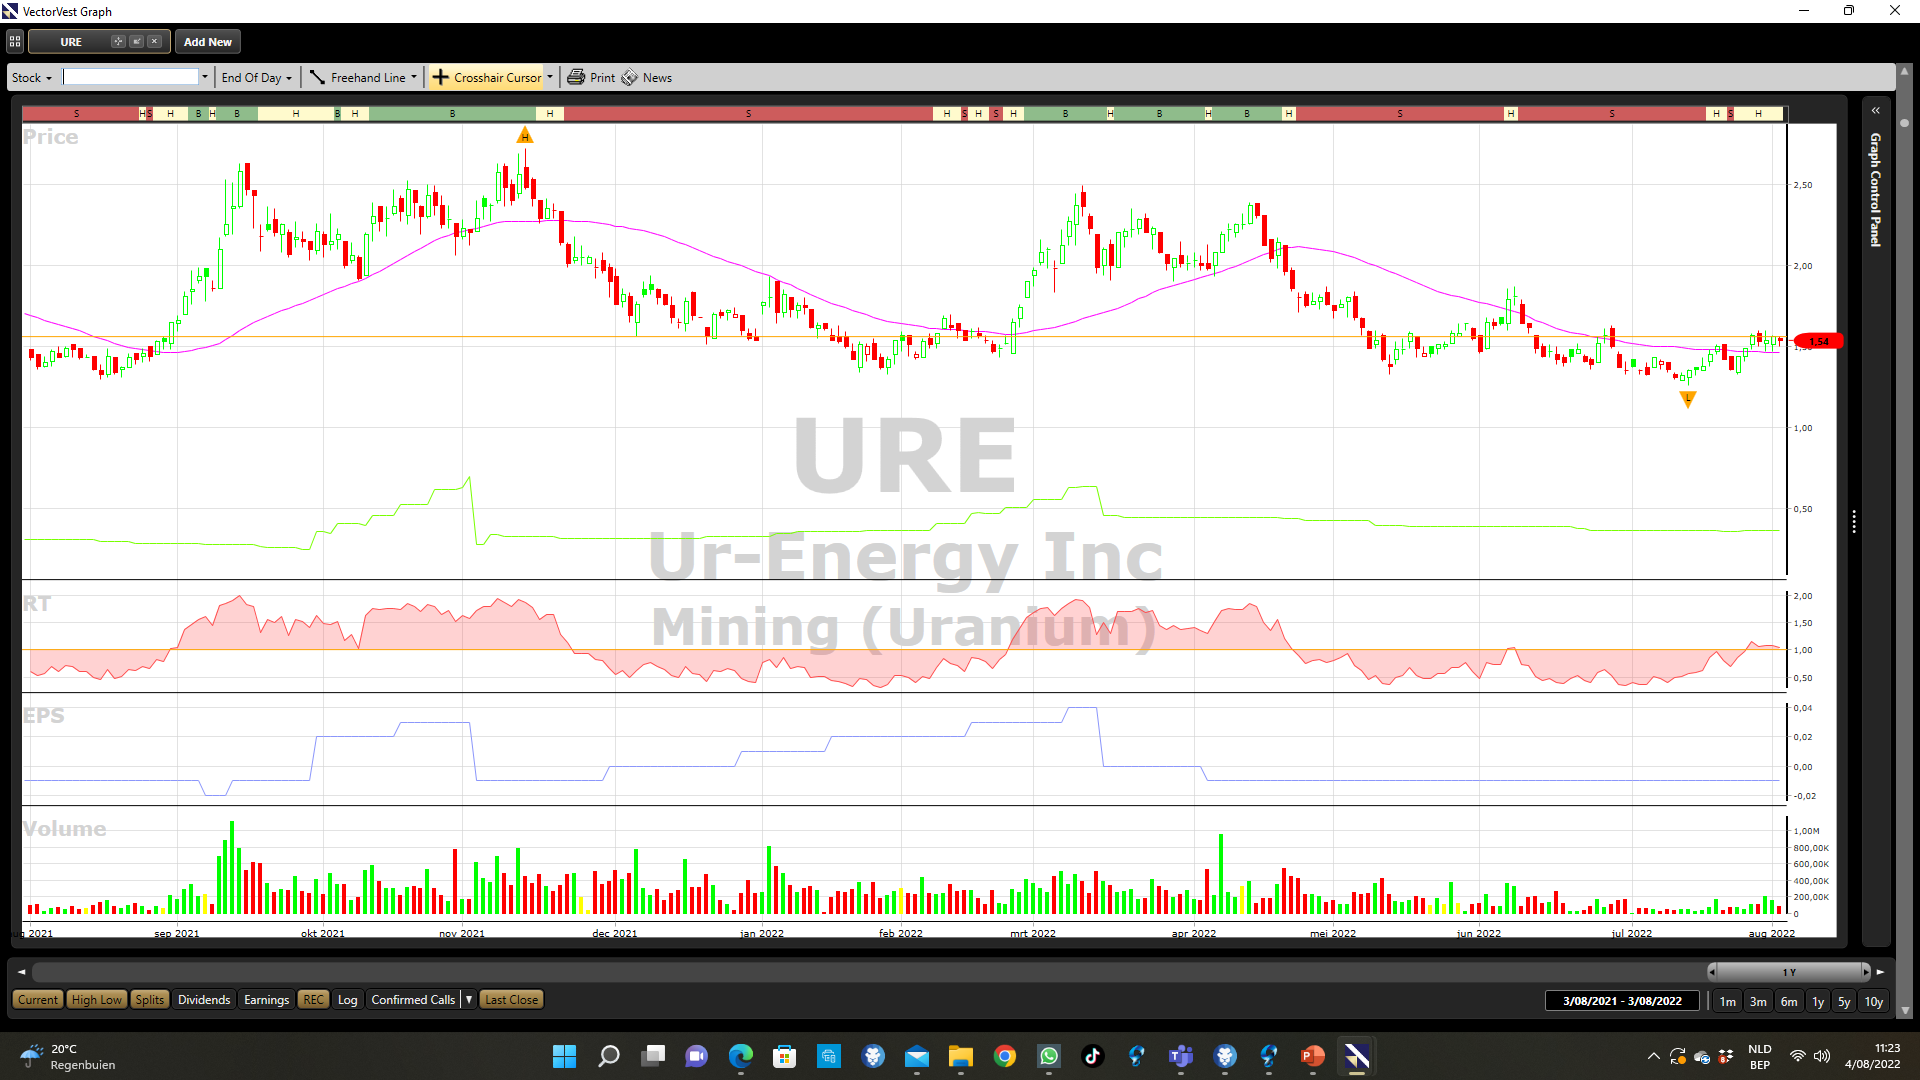 VectorVest Graph
URE Add New
Stock End Of Day Freehand Line Crosshair Cursor Print News
S H S H B H B H B H B H S H S H S H B H B H B H S H S H S H
Price
H
2,50
2,00
1,54
1,50
L
1,00
0,50
URE
Ur-Energy Inc
Mining (Uranium)
RT
2,00
1,50
1,00
0,50
EPS
0,04
0,02
0,00
-0,02
Volume
1,00M
800,00K
600,00K
400,00K
200,00K
0
aug 2021 sep 2021 okt 2021 nov 2021 dec 2021 jan 2022 feb 2022 mrt 2022 apr 2022 mei 2022 jun 2022 jul 2022 aug 2022
Graph Control Panel
1 Y
Current High Low Splits Dividends Earnings REC Log Confirmed Calls Last Close 3/08/2021 - 3/08/2022 1m 3m 6m 1y 5y 10y
20°C
Regenbuien
NLD
BEP
11:23
4/08/2022